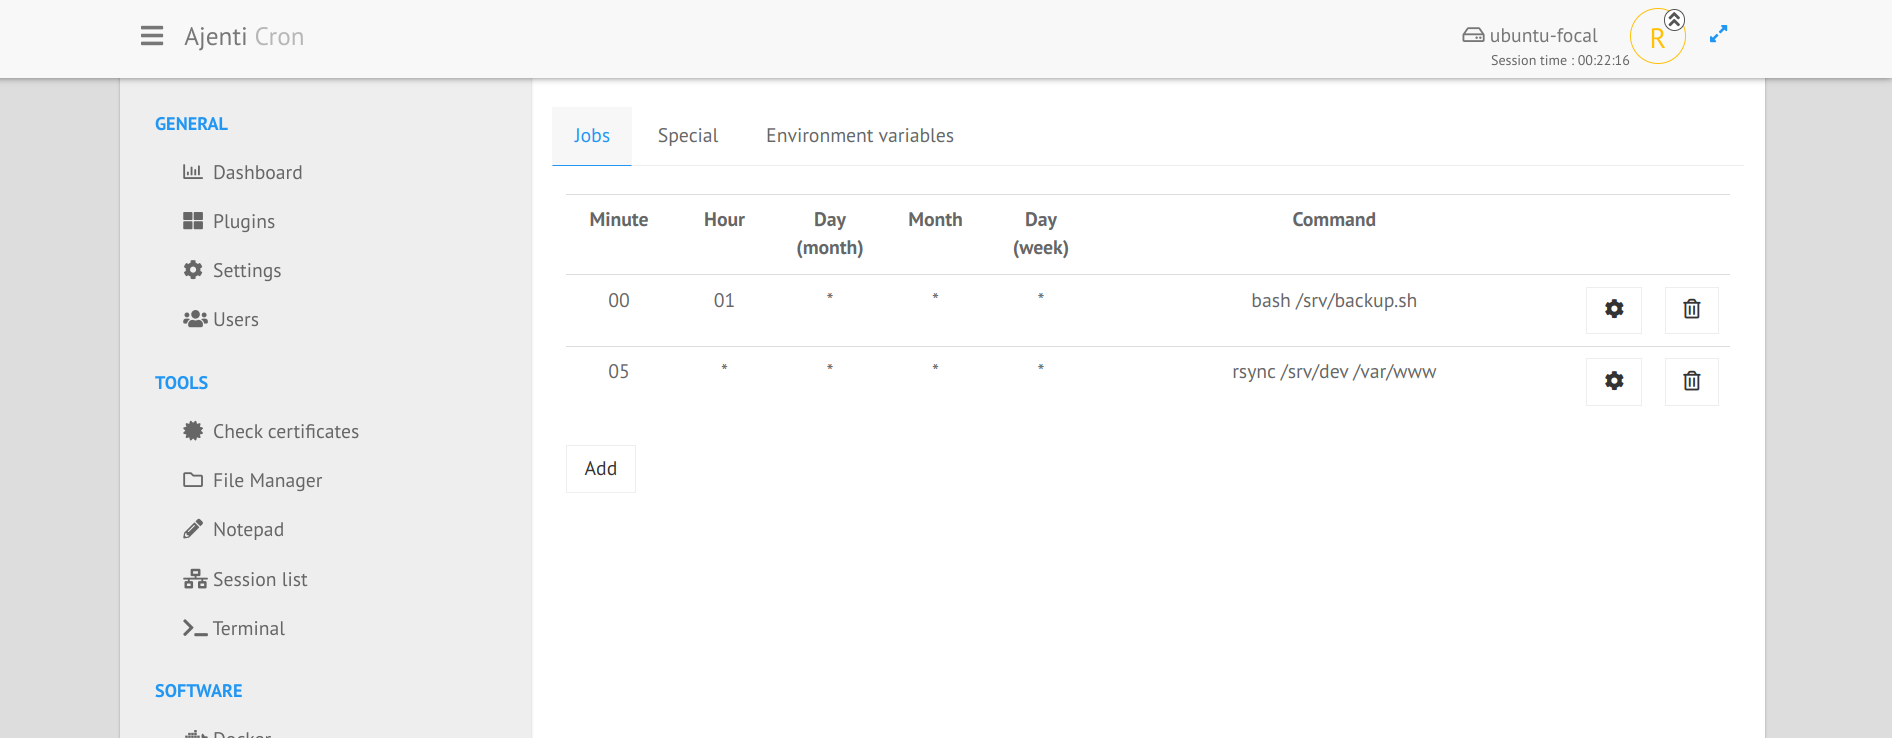 Ajenti Cron
ubuntu-focal
R
Session time : 00:22:16
GENERAL
Dashboard
Plugins
Settings
Users
TOOLS
Check certificates
File Manager
Notepad
Session list
Terminal
SOFTWARE
Docker
Jobs Special Environment variables
Minute Hour Day (month) Month Day (week) Command
00 01 * * * bash /srv/backup.sh
05 * * * * rsync /srv/dev /var/www
Add